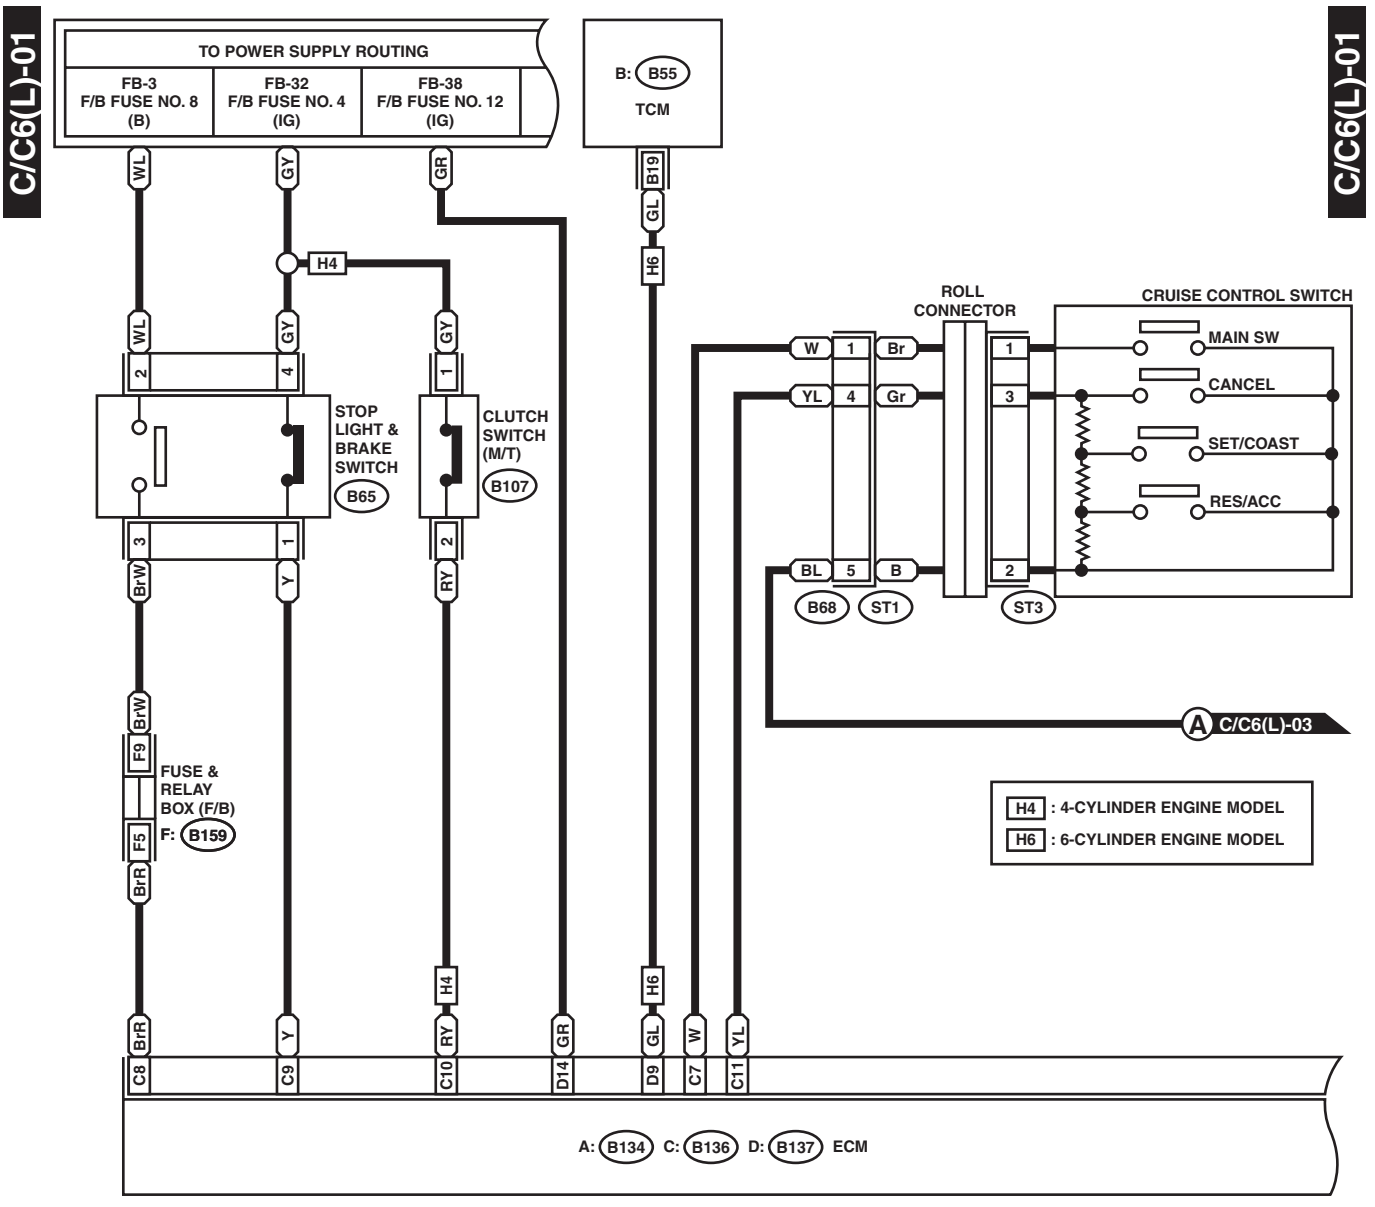 C/C6(L)-01
C/C6(L)-01
TO POWER SUPPLY ROUTING
FB-3
F/B FUSE NO. 8
(B)
FB-32
F/B FUSE NO. 4
(IG)
FB-38
F/B FUSE NO. 12
(IG)
B: B55
TCM
WL
GY
GR
B19
GL
H4
H6
WL
GY
GY
2
4
1
STOP
LIGHT &
BRAKE
SWITCH
B65
CLUTCH
SWITCH
(M/T)
B107
3
1
2
BrW
Y
RY
ROLL
CONNECTOR
CRUISE CONTROL SWITCH
W
1
Br
1
MAIN SW
YL
4
Gr
3
CANCEL
SET/COAST
RES/ACC
BL
5
B
2
B68
ST1
ST3
BrW
F9
FUSE &
RELAY
BOX (F/B)
F: B159
F5
BrR
A C/C6(L)-03
H4 : 4-CYLINDER ENGINE MODEL
H6 : 6-CYLINDER ENGINE MODEL
H4
H6
BrR
Y
RY
GR
GL
W
YL
C8
C9
C10
D14
D9
C7
C11
A: B134 C: B136 D: B137 ECM